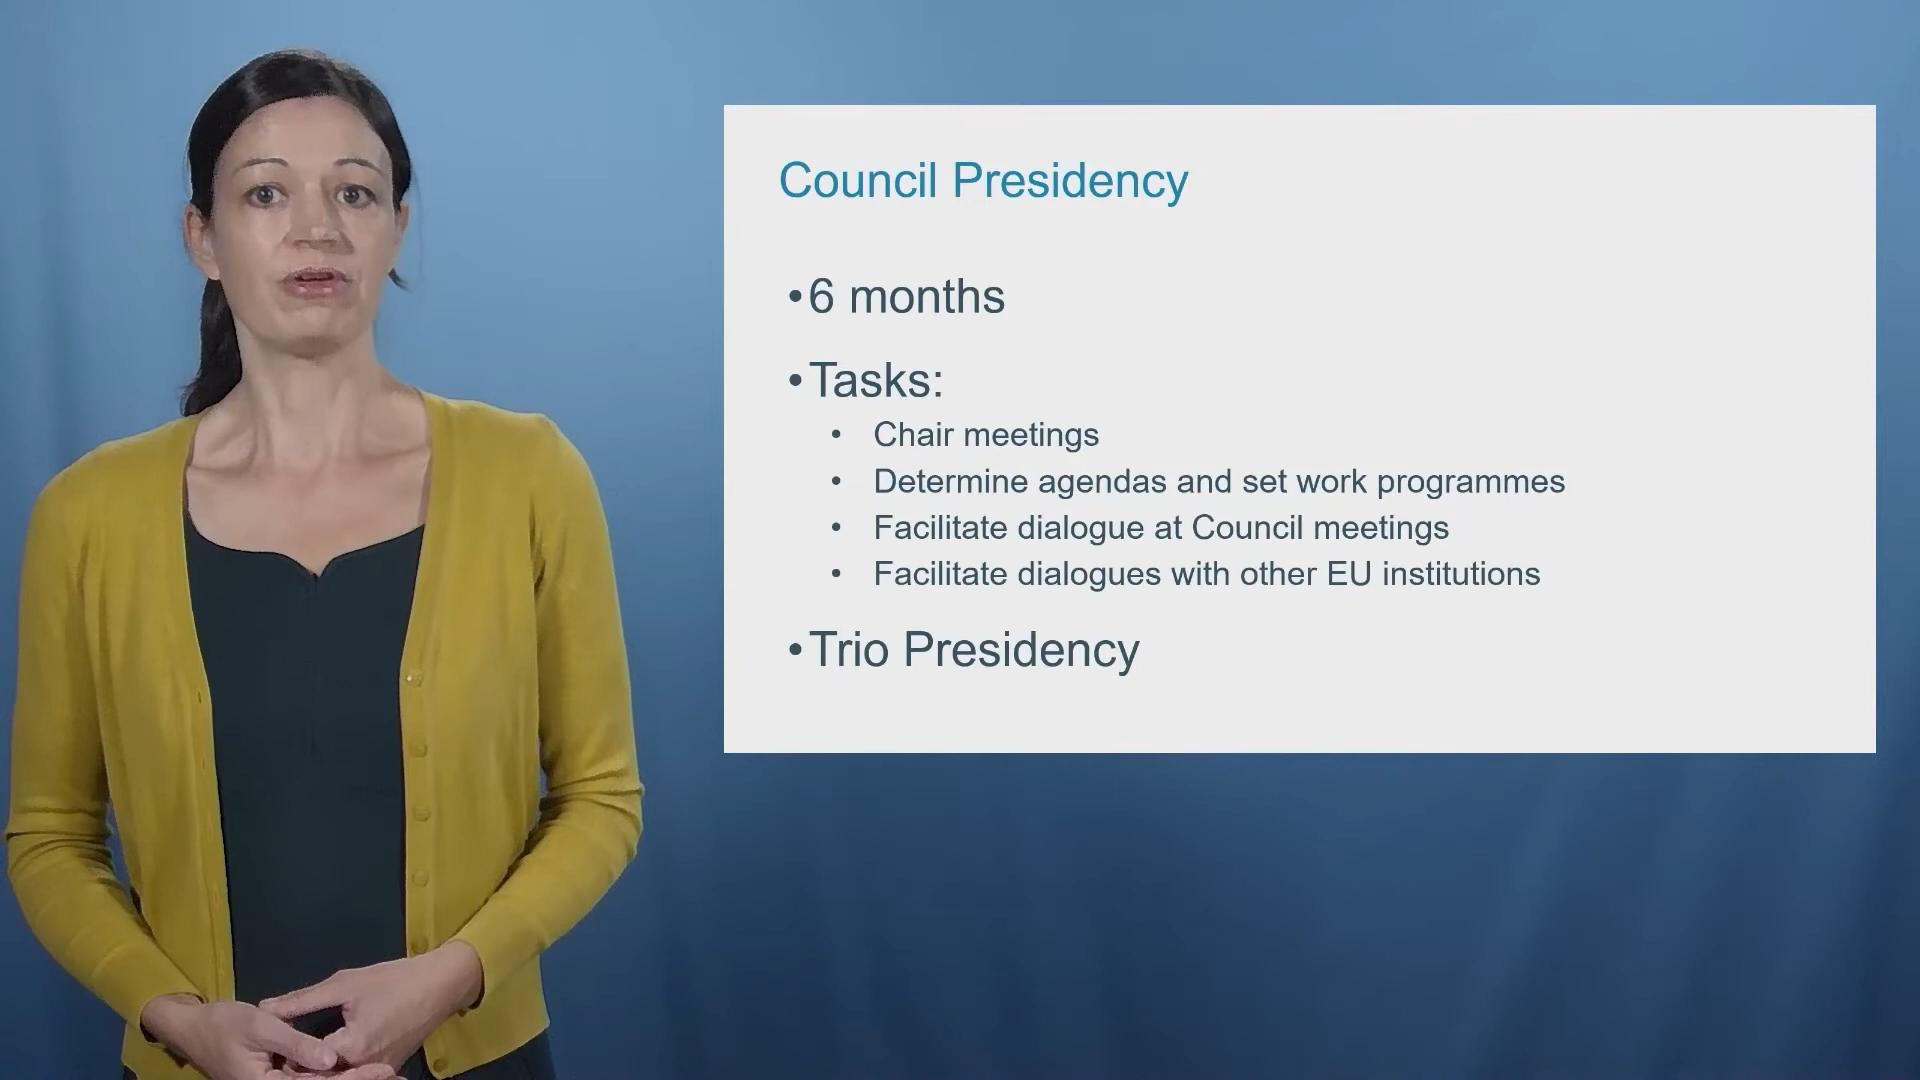 Council Presidency
•6 months
•Tasks:
• Chair meetings
• Determine agendas and set work programmes
• Facilitate dialogue at Council meetings
• Facilitate dialogues with other EU institutions
•Trio Presidency